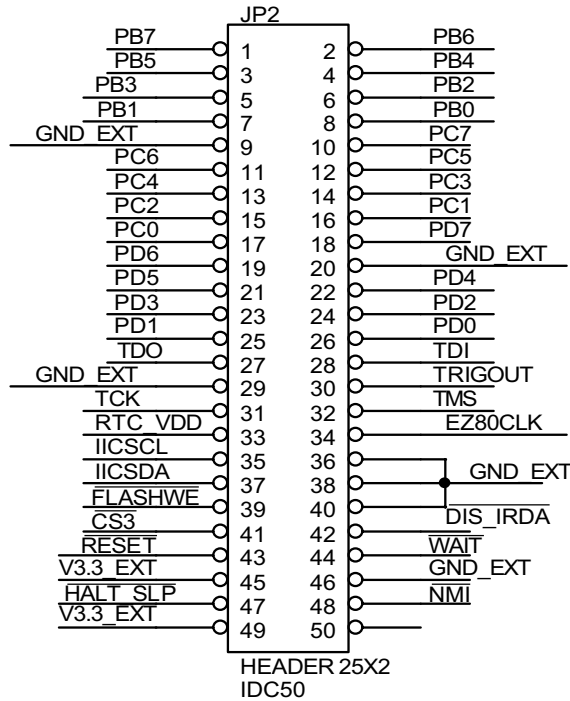 JP2
PB7 1 2 PB6
PB5 3 4 PB4
PB3 5 6 PB2
PB1 7 8 PB0
GND_EXT 9 10 PC7
PC6 11 12 PC5
PC4 13 14 PC3
PC2 15 16 PC1
PC0 17 18 PD7
PD6 19 20 GND_EXT
PD5 21 22 PD4
PD3 23 24 PD2
PD1 25 26 PD0
TDO 27 28 TDI
GND_EXT 29 30 TRIGOUT
TCK 31 32 TMS
RTC_VDD 33 34 EZ80CLK
IICSCL 35 36
IICSDA 37 38 GND_EXT
FLASHWE 39 40
CS3 41 42 DIS_IRDA
RESET 43 44 WAIT
V3.3_EXT 45 46 GND_EXT
HALT_SLP 47 48 NMI
V3.3_EXT 49 50
HEADER 25X2
IDC50